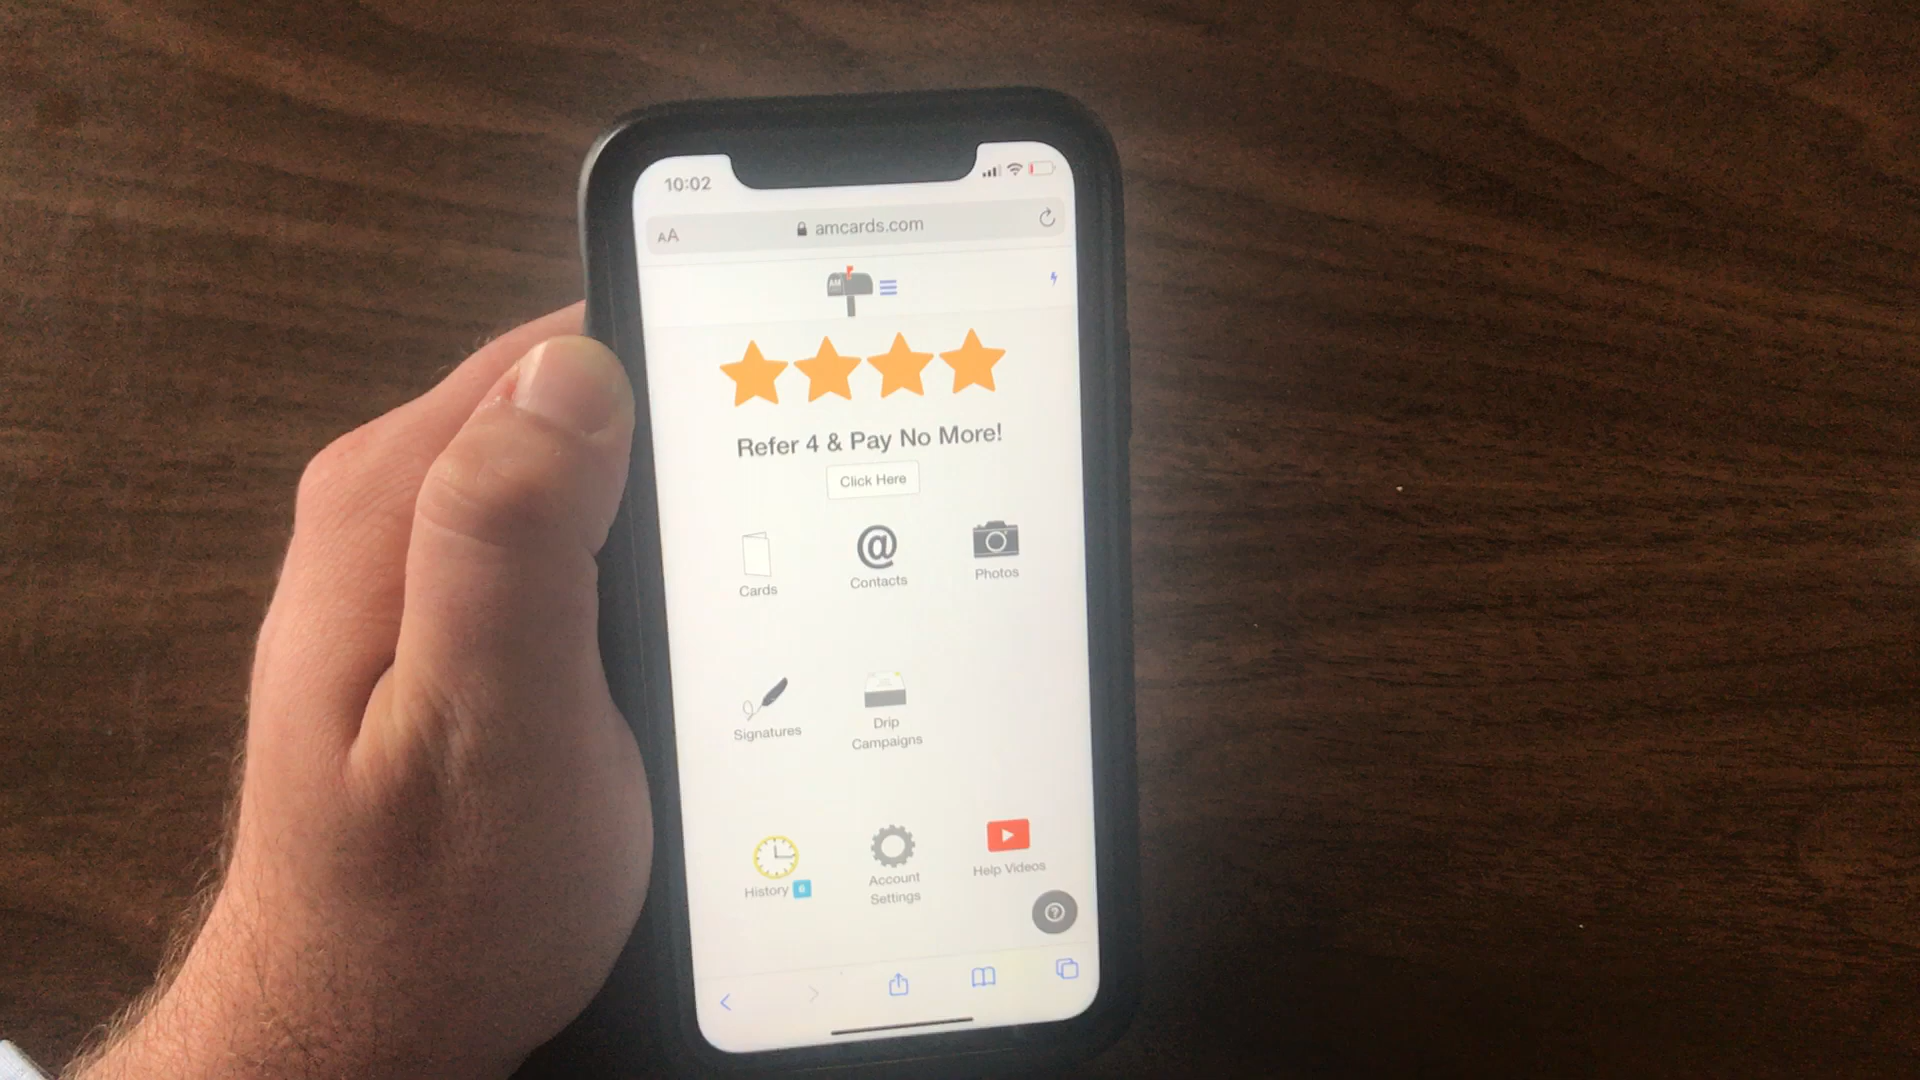 10:02
AA
amcards.com
AM
Refer 4 & Pay No More!
Click Here
Cards
Contacts
Photos
Signatures
Drip
Campaigns
History 6
Account
Settings
Help Videos
?